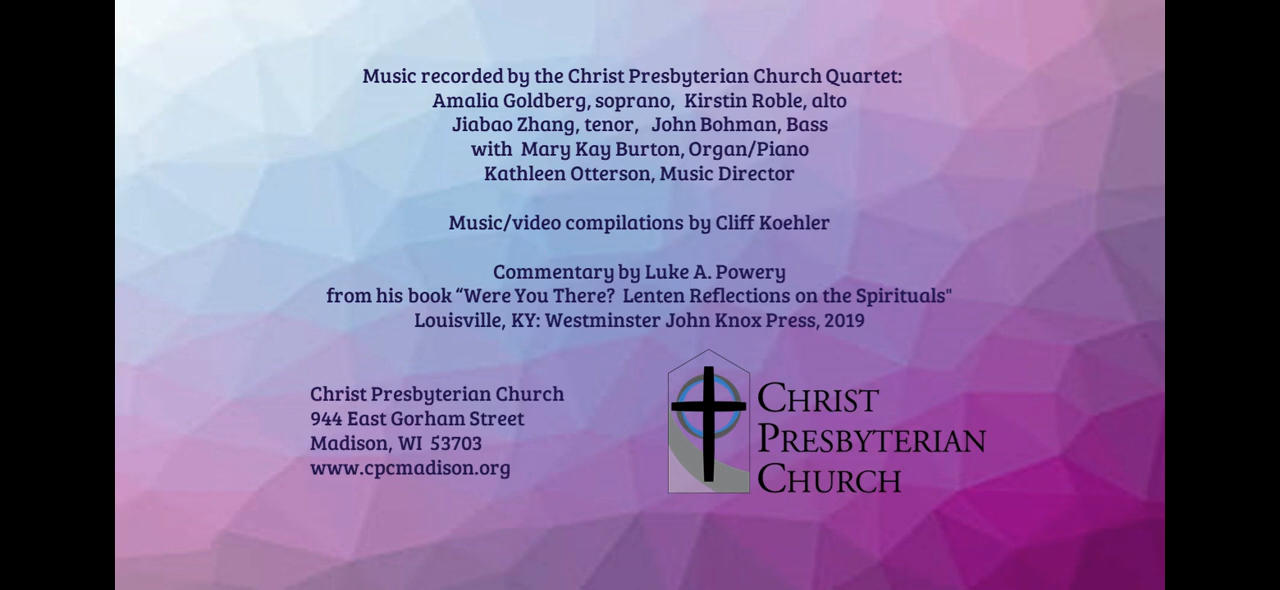 Music recorded by the Christ Presbyterian Church Quartet:
Amalia Goldberg, soprano,  Kirstin Roble, alto
Jiabao Zhang, tenor,   John Bohman, Bass
with  Mary Kay Burton, Organ/Piano
Kathleen Otterson, Music Director
Music/video compilations by Cliff Koehler
Commentary by Luke A. Powery
from his book “Were You There?  Lenten Reflections on the Spirituals"
Louisville, KY: Westminster John Knox Press, 2019
Christ Presbyterian Church
944 East Gorham Street
Madison, WI  53703
www.cpcmadison.org
CHRIST
PRESBYTERIAN
CHURCH